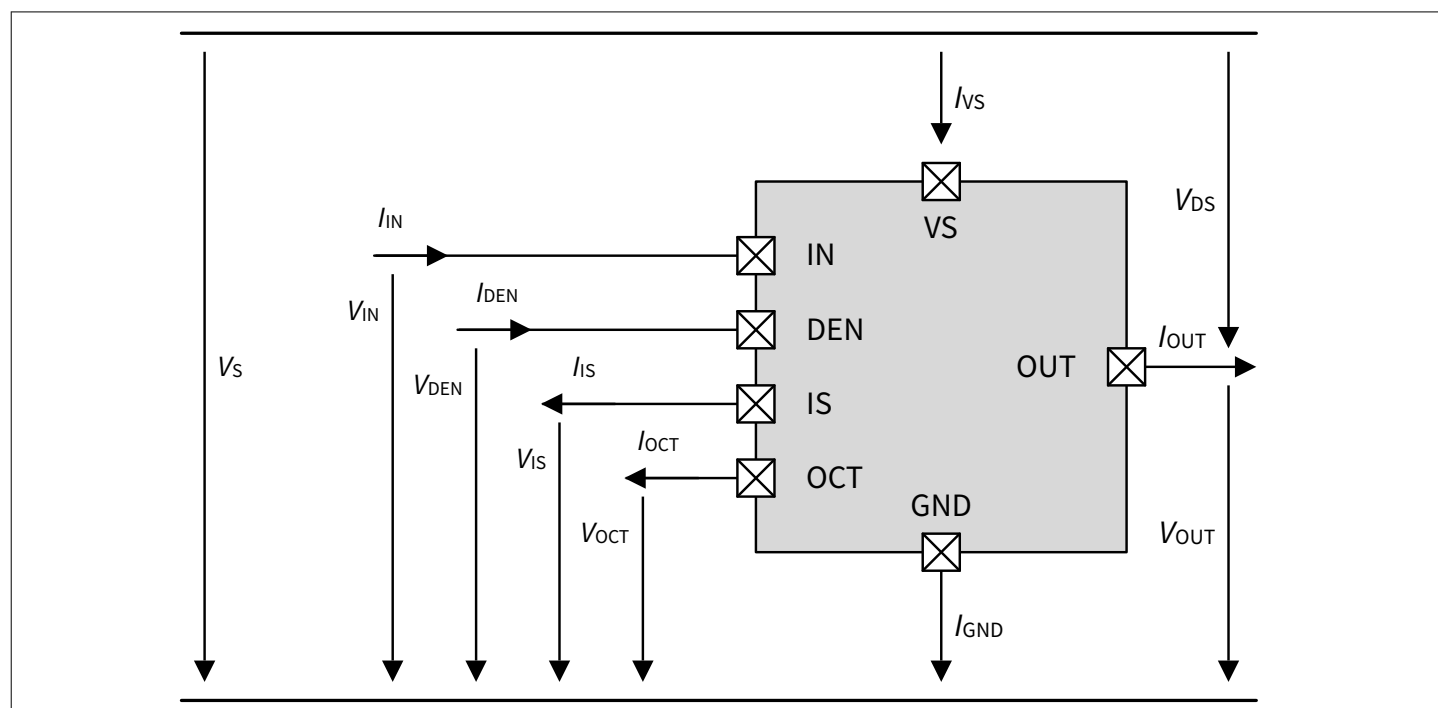 IVS
VDS
IIN
VS
IN
VIN
IDEN
DEN
IOUT
VS
VDEN
IIS
OUT
IS
VIS
IOCT
OCT
GND
VOCT
VOUT
IGND